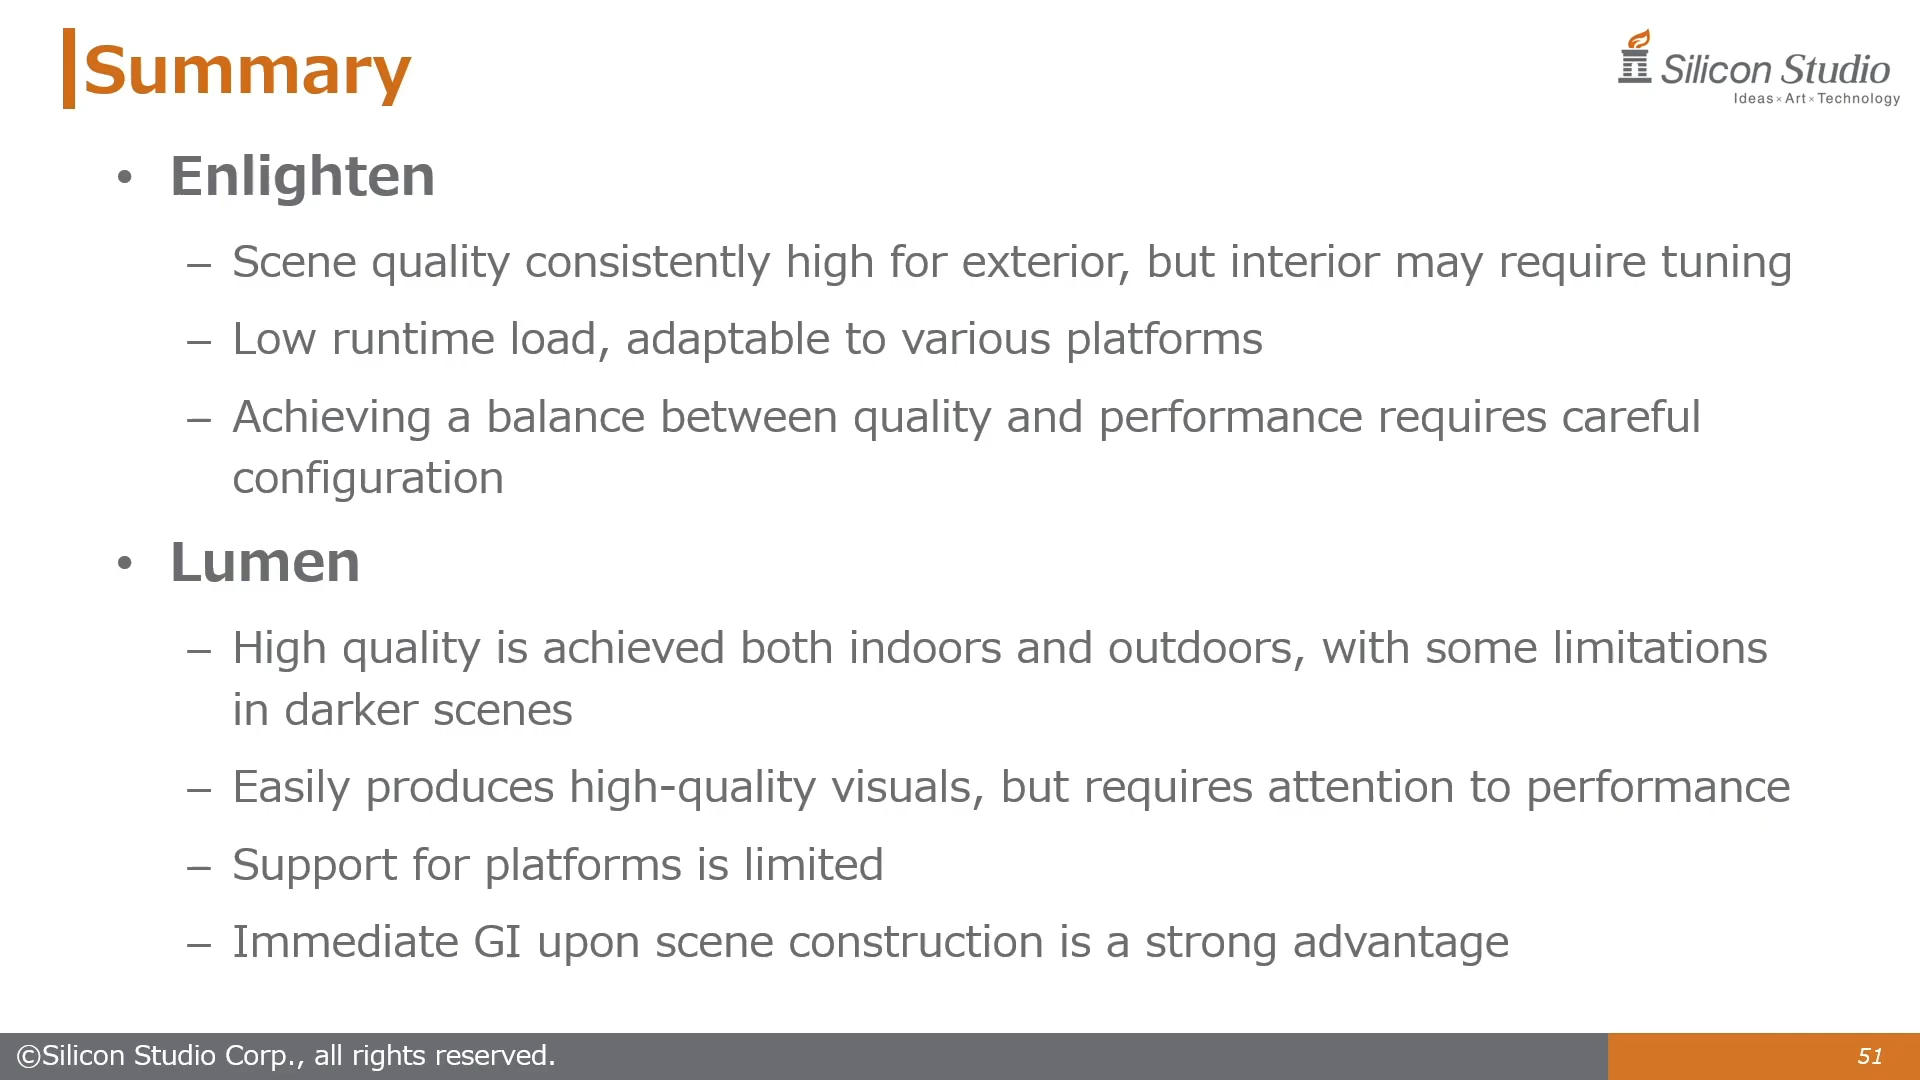 Summary
Silicon Studio
Ideas×Art×Technology
• Enlighten
– Scene quality consistently high for exterior, but interior may require tuning
– Low runtime load, adaptable to various platforms
– Achieving a balance between quality and performance requires careful
configuration
• Lumen
– High quality is achieved both indoors and outdoors, with some limitations
in darker scenes
– Easily produces high-quality visuals, but requires attention to performance
– Support for platforms is limited
– Immediate GI upon scene construction is a strong advantage
©Silicon Studio Corp., all rights reserved.
51